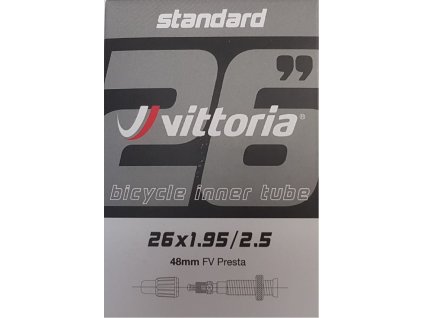 standard
26”
vittoria®
bicycle inner tube
26x1.95/2.5
48mm FV Presta